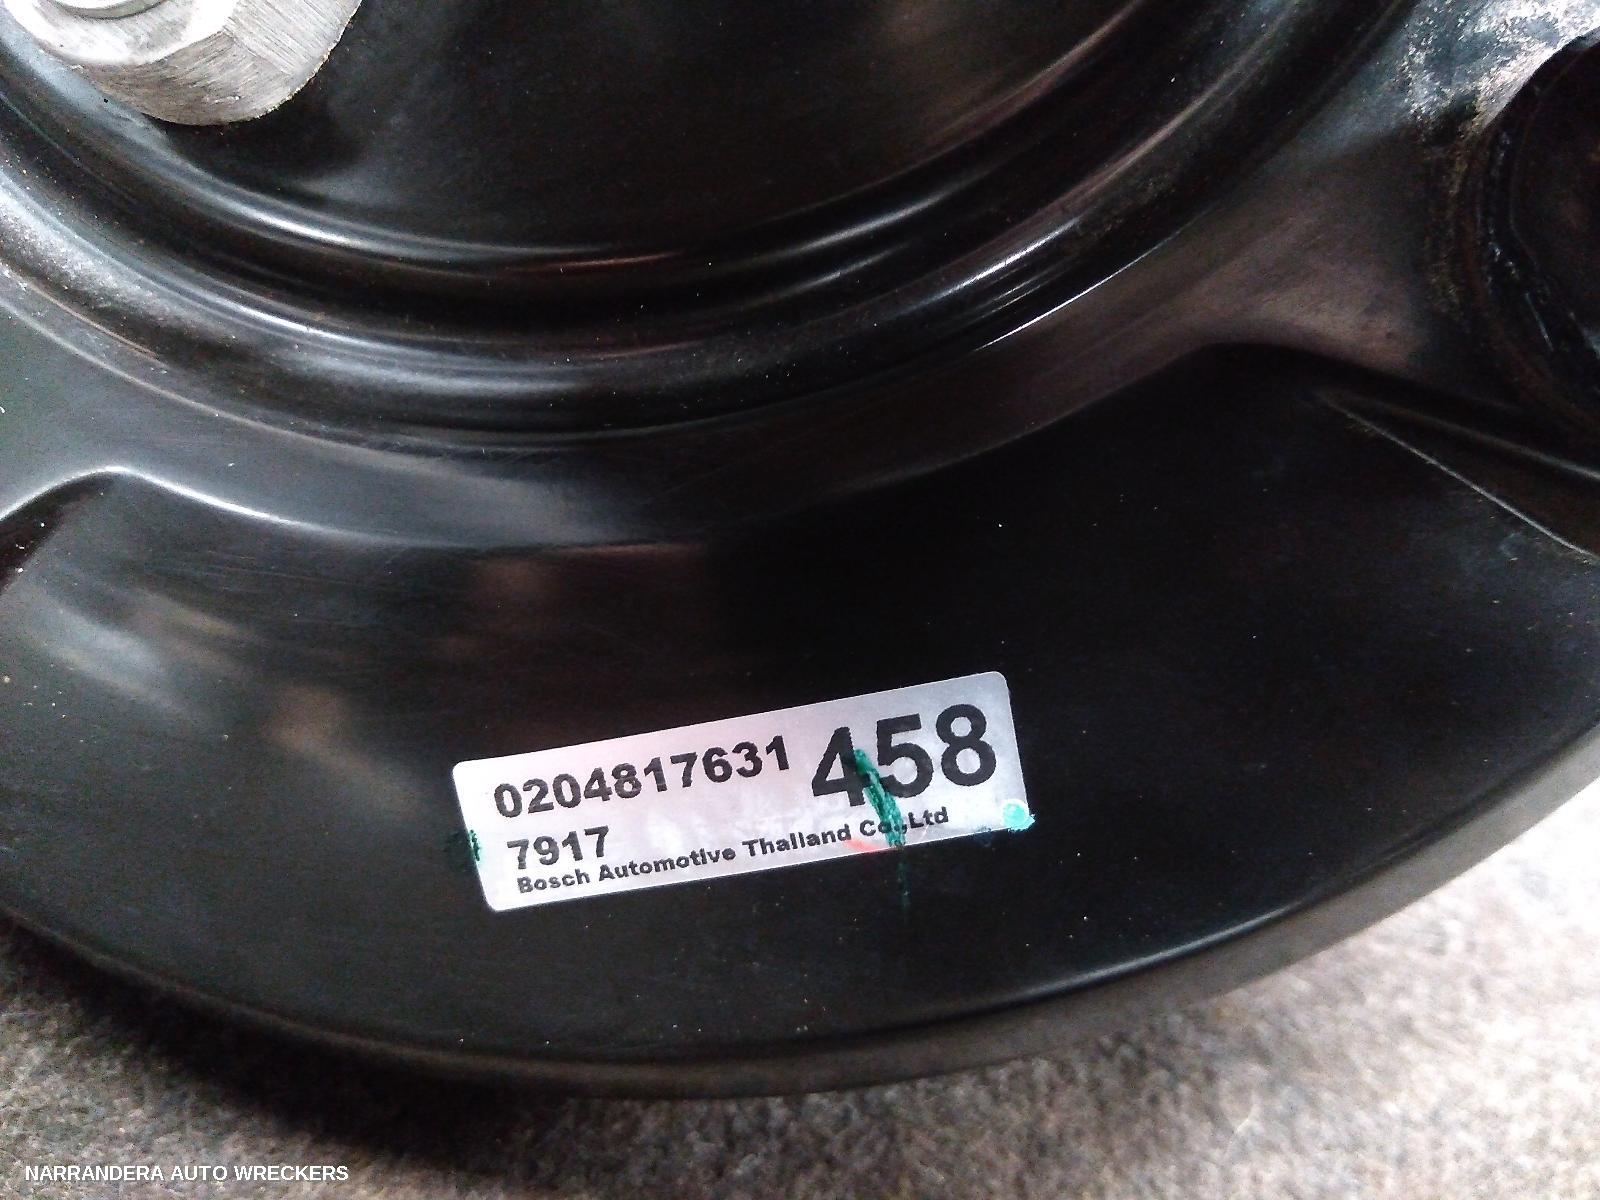 0204817631 458
7917
Bosch Automotive Thailand Co.,Ltd
NARRANDERA AUTO WRECKERS